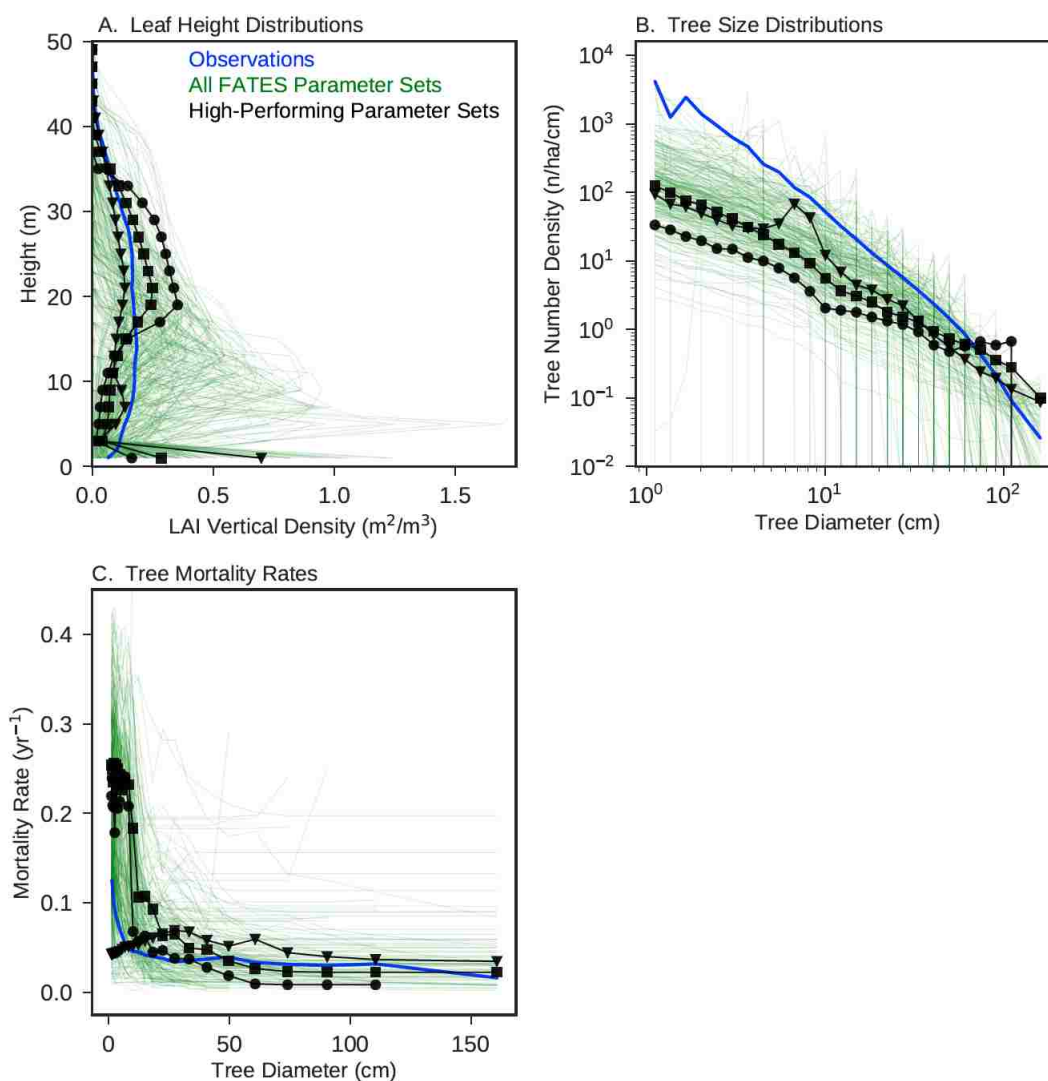 A. Leaf Height Distributions
Observations
All FATES Parameter Sets
High-Performing Parameter Sets
50
40
30
20
10
0
Height (m)
0.0 0.5 1.0 1.5
LAI Vertical Density (m²/m³)
B. Tree Size Distributions
10⁴
10³
10²
10¹
10⁰
10⁻¹
10⁻²
Tree Number Density (n/ha/cm)
10⁰ 10¹ 10²
Tree Diameter (cm)
C. Tree Mortality Rates
0.4
0.3
0.2
0.1
0.0
Mortality Rate (yr⁻¹)
0 50 100 150
Tree Diameter (cm)